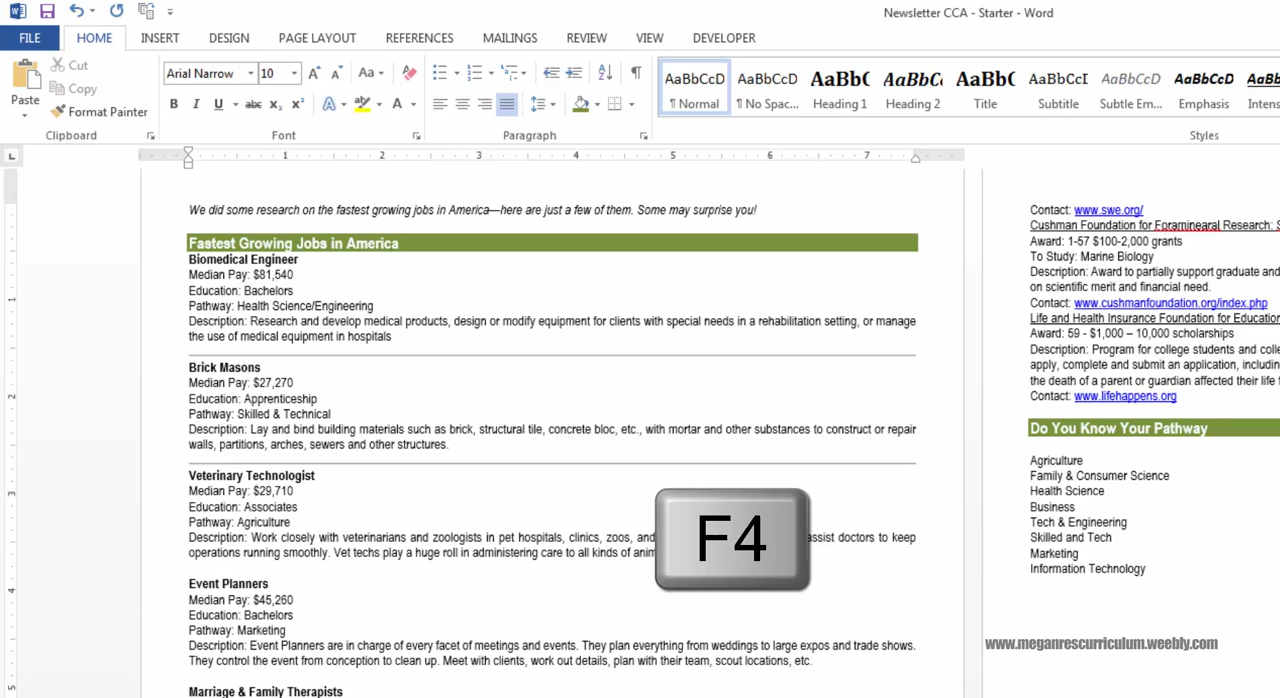 Newsletter CCA - Starter - Word
FILE HOME INSERT DESIGN PAGE LAYOUT REFERENCES MAILINGS REVIEW VIEW DEVELOPER
Paste
Cut
Copy
Format Painter
Clipboard
Arial Narrow 10
Font
Paragraph
AaBbCcD AaBbCcD AaBbC AaBbCc AaBbC AaBbCcI AaBbCcD AaBbCcD AaBb
¶ Normal ¶ No Spac... Heading 1 Heading 2 Title Subtitle Subtle Em... Emphasis Intens
Styles
1 2 3 4 5 6 7
1
2
3
4
5
We did some research on the fastest growing jobs in America—here are just a few of them. Some may surprise you!
Fastest Growing Jobs in America
Biomedical Engineer
Median Pay: $81,540
Education: Bachelors
Pathway: Health Science/Engineering
Description: Research and develop medical products, design or modify equipment for clients with special needs in a rehabilitation setting, or manage
the use of medical equipment in hospitals
Brick Masons
Median Pay: $27,270
Education: Apprenticeship
Pathway: Skilled & Technical
Description: Lay and bind building materials such as brick, structural tile, concrete bloc, etc., with mortar and other substances to construct or repair
walls, partitions, arches, sewers and other structures.
Veterinary Technologist
Median Pay: $29,710
Education: Associates
Pathway: Agriculture
Description: Work closely with veterinarians and zoologists in pet hospitals, clinics, zoos, and assist doctors to keep
operations running smoothly. Vet techs play a huge roll in administering care to all kinds of
F4
Event Planners
Median Pay: $45,260
Education: Bachelors
Pathway: Marketing
Description: Event Planners are in charge of every facet of meetings and events. They plan everything from weddings to large expos and trade shows.
They control the event from conception to clean up. Meet with clients, work out details, plan with their team, scout locations, etc.
Marriage & Family Therapists
Contact: www.swe.org/
Cushman Foundation for Foraminearal Research: S
Award: 1-57 $100-2,000 grants
To Study: Marine Biology
Description: Award to partially support graduate and
on scientific merit and financial need.
Contact: www.cushmanfoundation.org/index.php
Life and Health Insurance Foundation for Education
Award: 59 - $1,000 – 10,000 scholarships
Description: Program for college students and colle
apply, complete and submit an application, includin
the death of a parent or guardian affected their life f
Contact: www.lifehappens.org
Do You Know Your Pathway
Agriculture
Family & Consumer Science
Health Science
Business
Tech & Engineering
Skilled and Tech
Marketing
Information Technology
www.meganrescurriculum.weebly.com